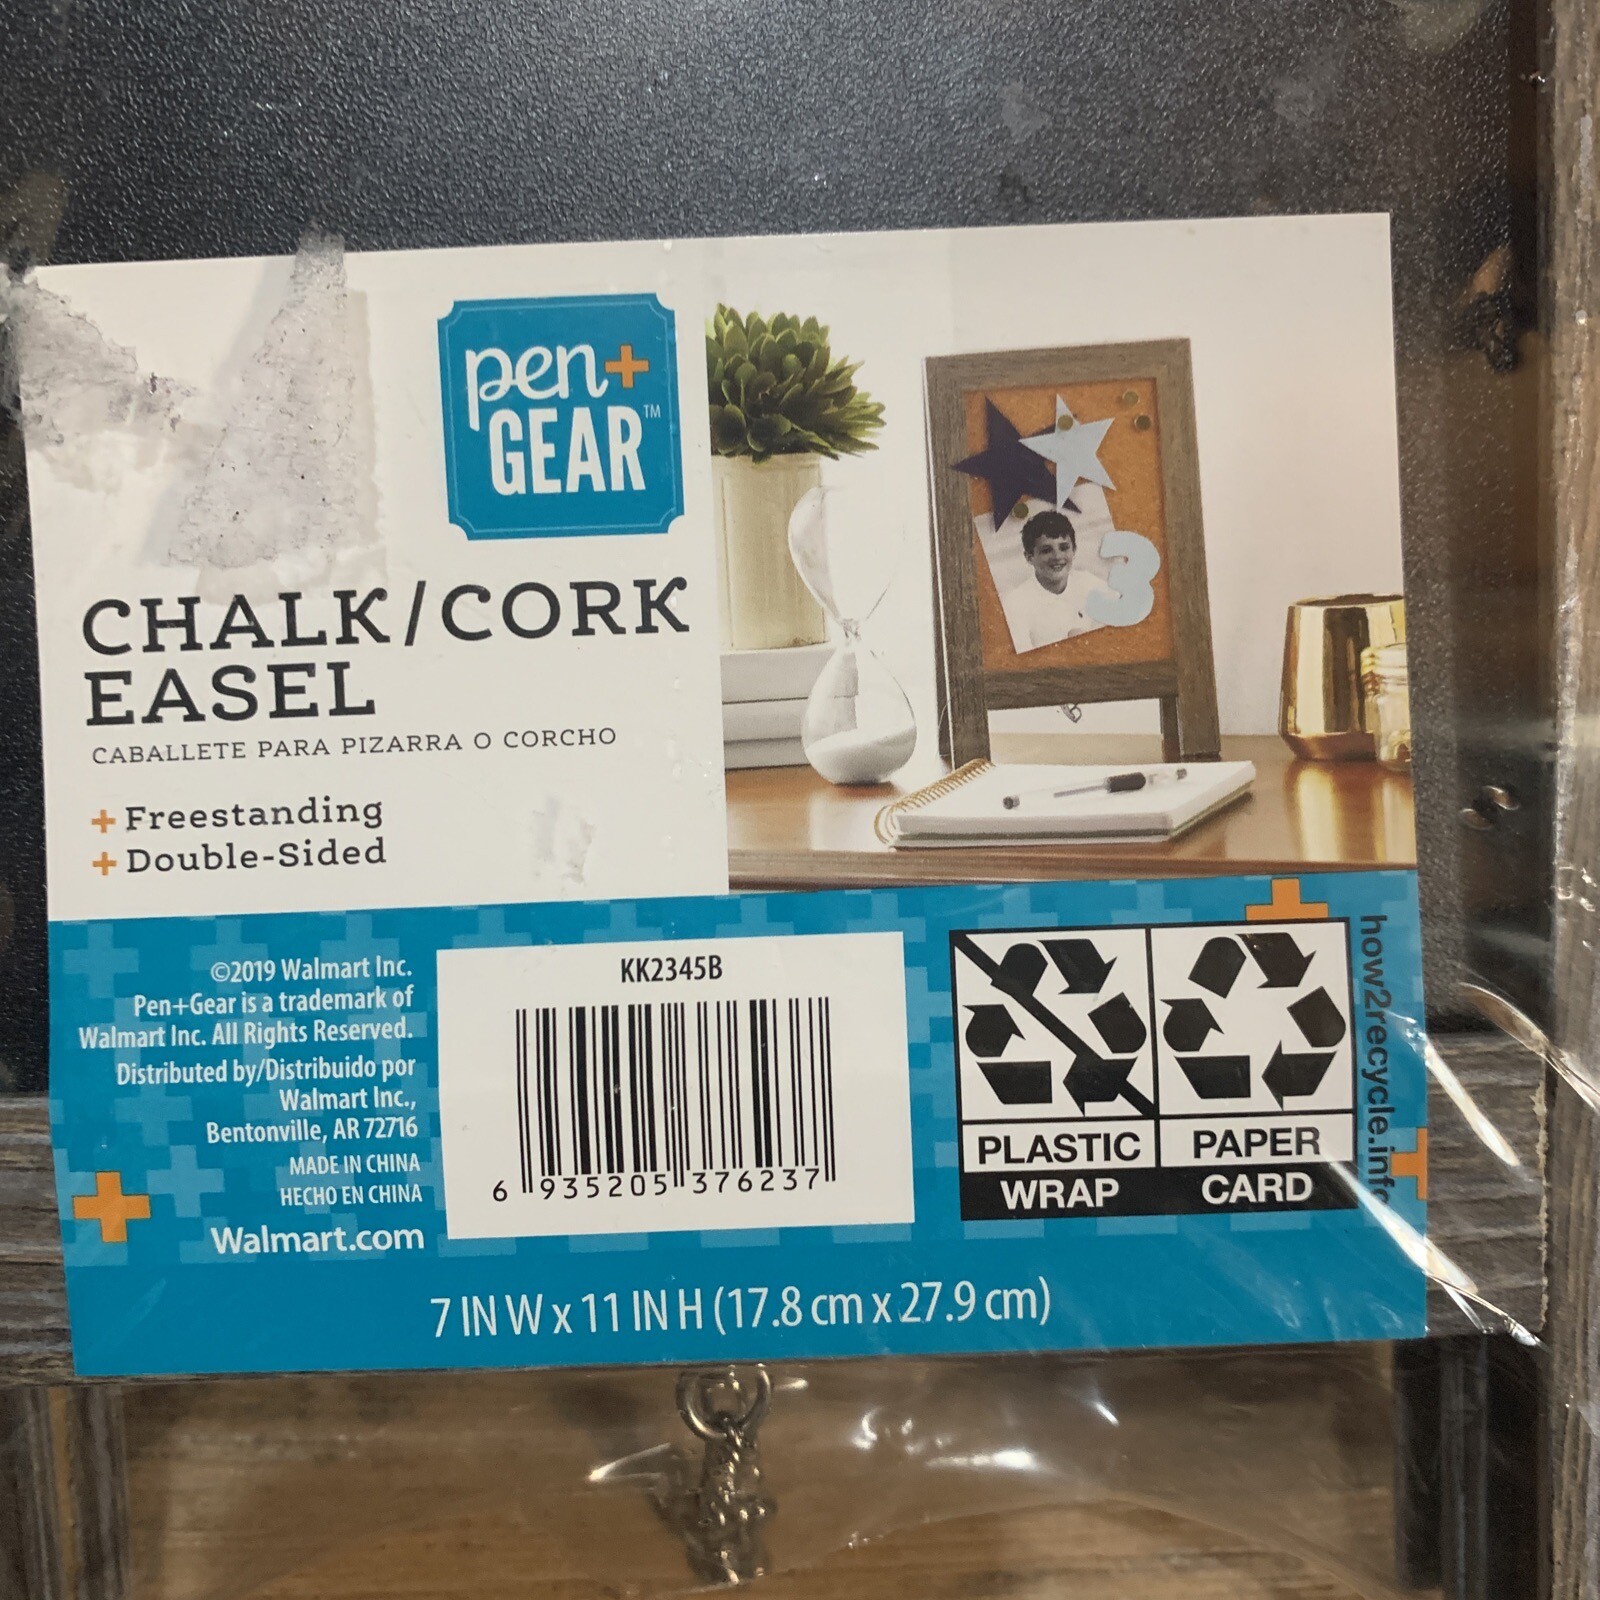 pen+
GEAR™
CHALK/CORK
EASEL
CABALLETE PARA PIZARRA O CORCHO
+ Freestanding
+ Double-Sided
3
©2019 Walmart Inc.
Pen+Gear is a trademark of
Walmart Inc. All Rights Reserved.
Distributed by/Distribuido por
Walmart Inc.,
Bentonville, AR 72716
MADE IN CHINA
HECHO EN CHINA
Walmart.com
KK2345B
6 935205 376237
PLASTIC
WRAP
PAPER
CARD
how2recycle.info
7 IN W x 11 IN H (17.8 cm x 27.9 cm)